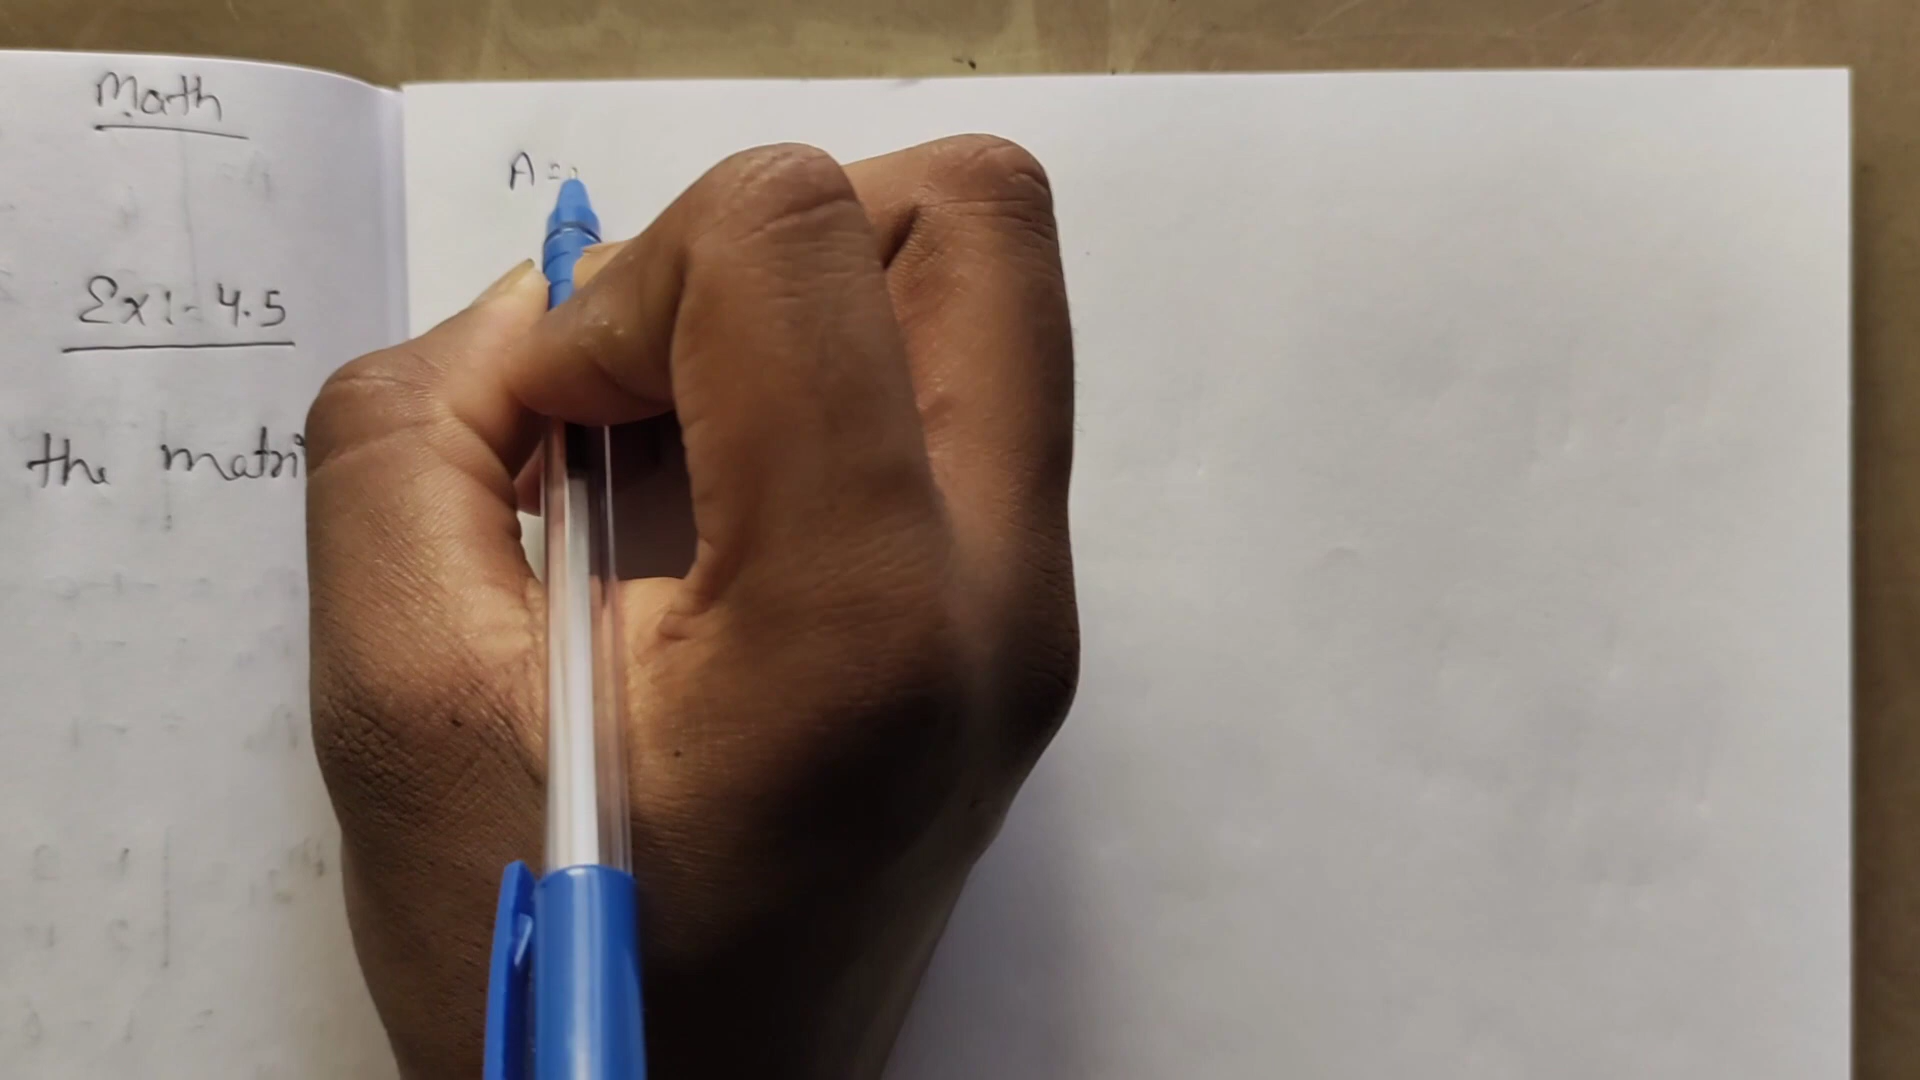 Math
Ex:- 4.5
the matri
A =